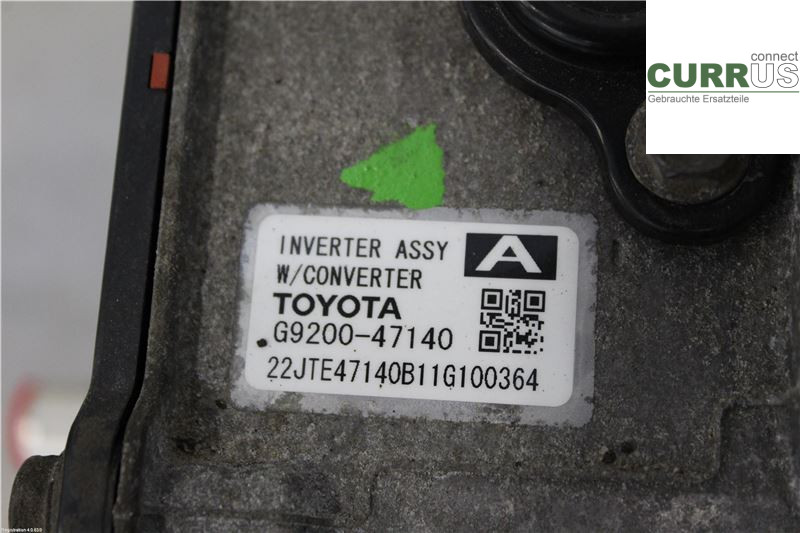 connect
CURRUS
Gebrauchte Ersatzteile
INVERTER ASSY
A
W/CONVERTER
TOYOTA
G9200-47140
22JTE47140B11G100364